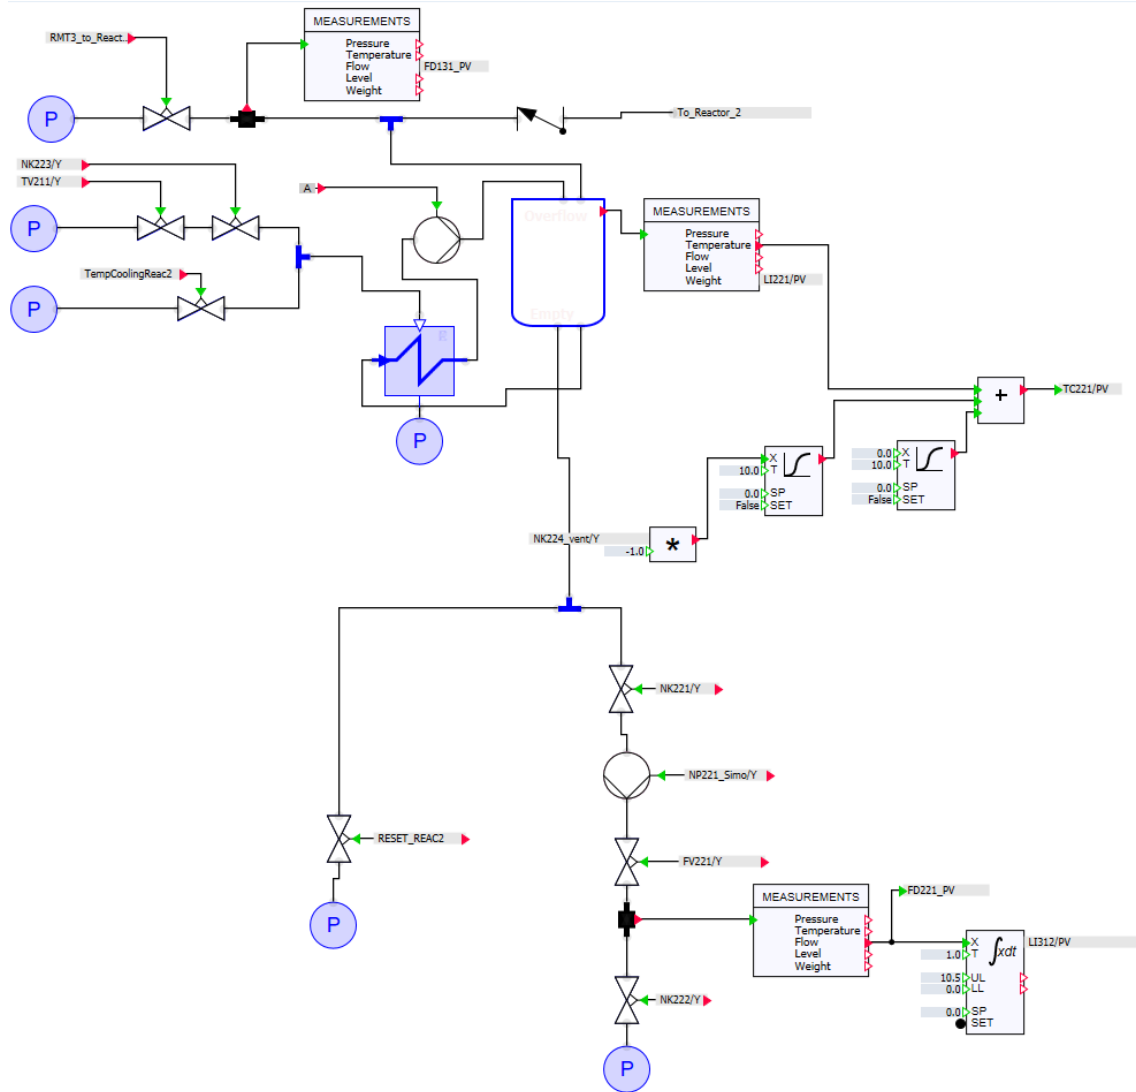 MEASUREMENTS
RMT3_to_React..
Pressure
Temperature
Flow
FD131_PV
Level
Weight
P
To_Reactor_2
NK223/Y
TV211/Y
A
P
Overflow
MEASUREMENTS
Pressure
Temperature
Flow
Level
Weight
LI221/PV
TempCoolingReac2
P
Empty
P
+
TC221/PV
X
10.0 T
0.0 SP
False SET
0.0 X
10.0 T
0.0 SP
False SET
NK224_vent/Y
-1.0
*
NK221/Y
NP221_Simo/Y
RESET_REAC2
FV221/Y
P
MEASUREMENTS
Pressure
Temperature
Flow
Level
Weight
FD221_PV
X
1.0 T
∫xdt
LI312/PV
10.5 UL
0.0 LL
0.0 SP
SET
NK222/Y
P